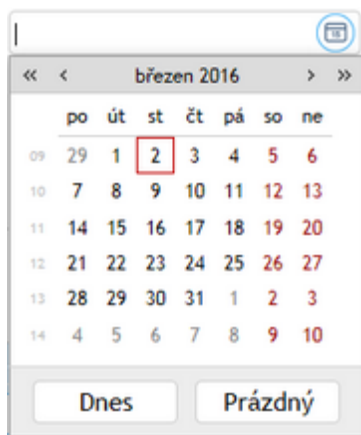 « ‹ březen 2016 › »
po út st čt pá so ne
09 29 1 2 3 4 5 6
10 7 8 9 10 11 12 13
11 14 15 16 17 18 19 20
12 21 22 23 24 25 26 27
13 28 29 30 31 1 2 3
14 4 5 6 7 8 9 10
Dnes Prázdný